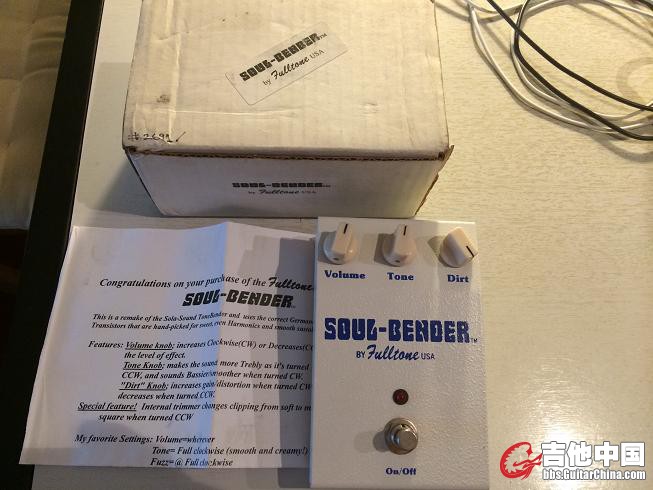 SOUL-BENDER™
by Fulltone USA
#2691
SOUL-BENDER™
by Fulltone USA
Congratulations on your purchase of the Fulltone
SOUL-BENDER™
This is a remake of the Sola-Sound ToneBender and uses the correct German
Transistors that are hand-picked for sweet, even Harmonics and smooth sustai
Features: Volume knob; increases Clockwise(CW) or Decreases(C
the level of effect.
Tone Knob; makes the sound more Trebly as it's turned
CCW, and sounds Bassier/smoother when turned CW.
"Dirt" Knob; increases gain/distortion when turned CW
decreases when turned CCW.
Special feature! Internal trimmer changes clipping from soft to m
square when turned CCW
My favorite Settings: Volume=wherever
Tone= Full clockwise (smooth and creamy!)
Fuzz= @ Full clockwise
Volume Tone Dirt
SOUL-BENDER™
BY Fulltone USA
On/Off
吉他中国
bbs.GuitarChina.com